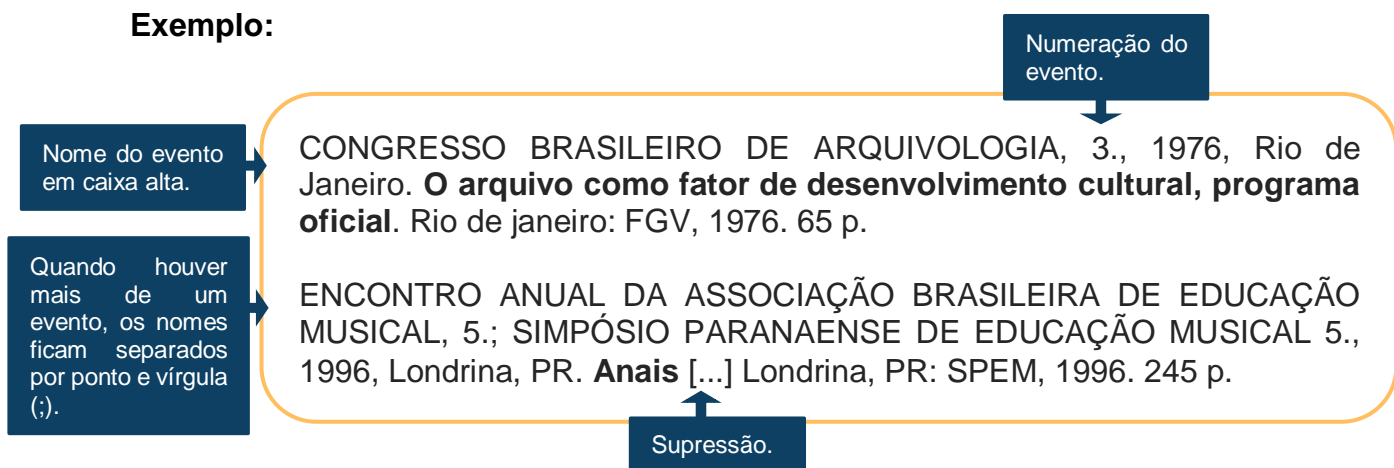 Exemplo:
Numeração do
evento.
Nome do evento
em caixa alta.
CONGRESSO BRASILEIRO DE ARQUIVOLOGIA, 3., 1976, Rio de
Janeiro. O arquivo como fator de desenvolvimento cultural, programa
oficial. Rio de janeiro: FGV, 1976. 65 p.
Quando houver
mais de um
evento, os nomes
ficam separados
por ponto e vírgula
(;).
ENCONTRO ANUAL DA ASSOCIAÇÃO BRASILEIRA DE EDUCAÇÃO
MUSICAL, 5.; SIMPÓSIO PARANAENSE DE EDUCAÇÃO MUSICAL 5.,
1996, Londrina, PR. Anais [...] Londrina, PR: SPEM, 1996. 245 p.
Supressão.